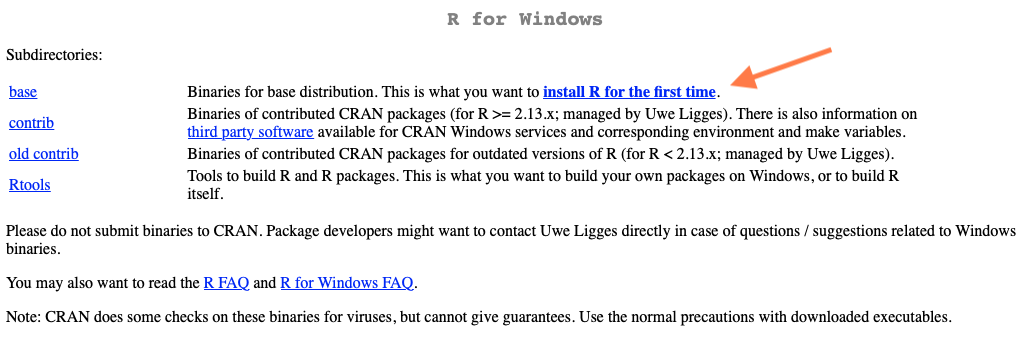 R for Windows
Subdirectories:
base Binaries for base distribution. This is what you want to install R for the first time.
contrib Binaries of contributed CRAN packages (for R >= 2.13.x; managed by Uwe Ligges). There is also information on
third party software available for CRAN Windows services and corresponding environment and make variables.
old contrib Binaries of contributed CRAN packages for outdated versions of R (for R < 2.13.x; managed by Uwe Ligges).
Rtools Tools to build R and R packages. This is what you want to build your own packages on Windows, or to build R
itself.
Please do not submit binaries to CRAN. Package developers might want to contact Uwe Ligges directly in case of questions / suggestions related to Windows
binaries.
You may also want to read the R FAQ and R for Windows FAQ.
Note: CRAN does some checks on these binaries for viruses, but cannot give guarantees. Use the normal precautions with downloaded executables.